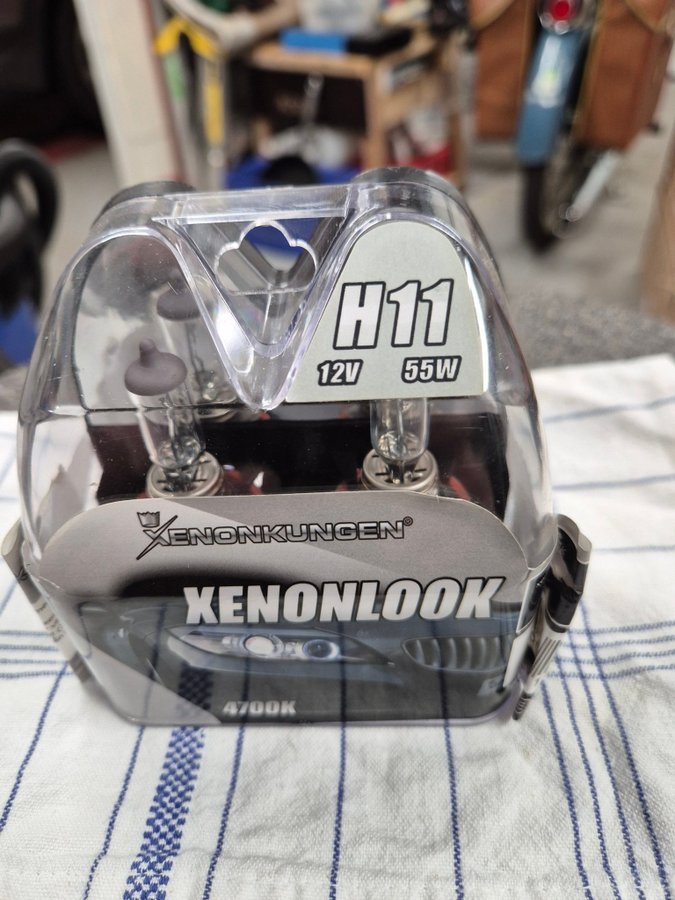 H11
12V 55W
XENONKUNGEN®
XENONLOOK
4700K